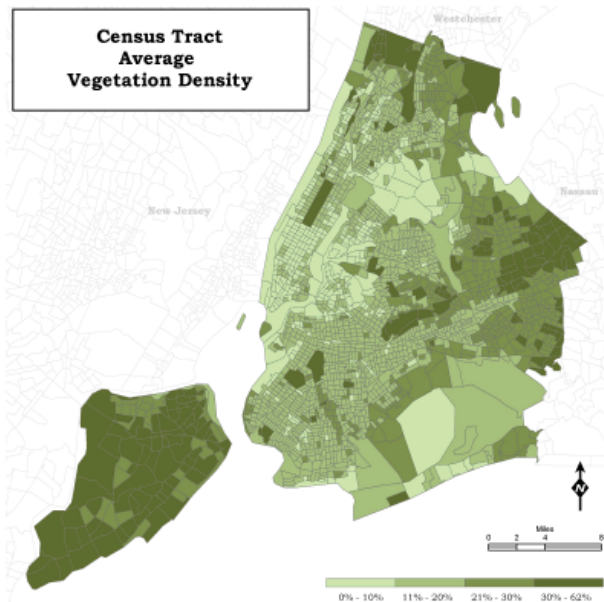 Census Tract
Average
Vegetation Density
Westchester
Nassau
New Jersey
N
Miles
0 2 4 8
0% - 10% 11% - 20% 21% - 30% 30% - 62%